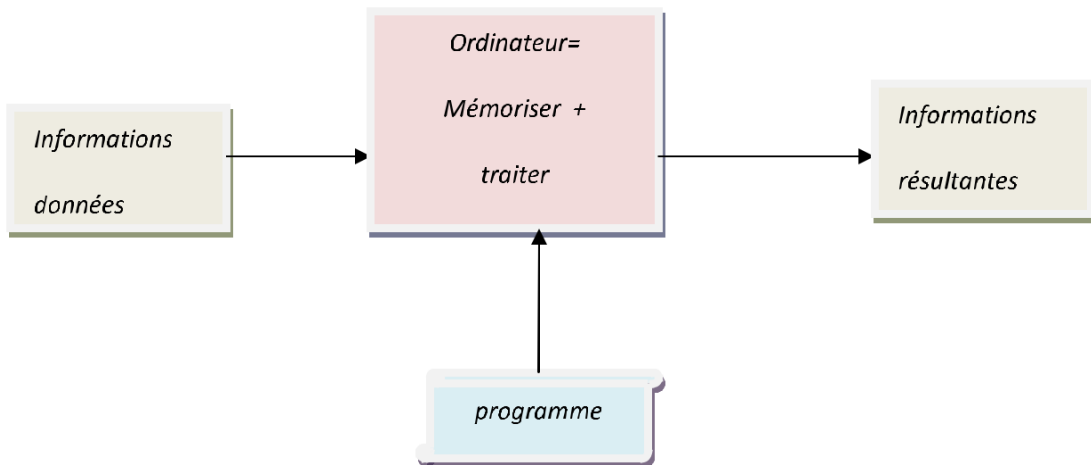 Informations
données
Ordinateur=
Mémoriser +
traiter
Informations
résultantes
programme